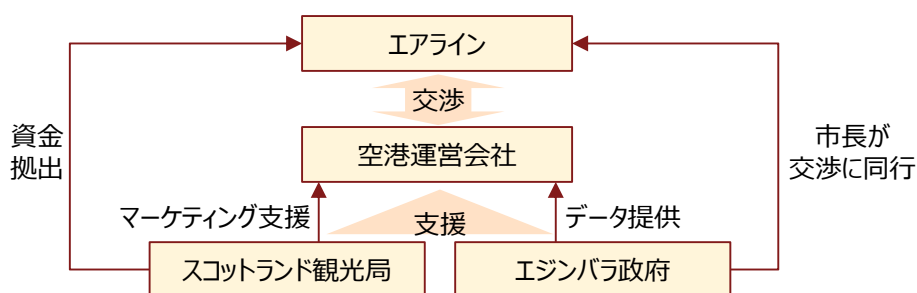 エアライン
交渉
資金
拠出
空港運営会社
市長が
交渉に同行
マーケティング支援
支援
データ提供
スコットランド観光局
エジンバラ政府